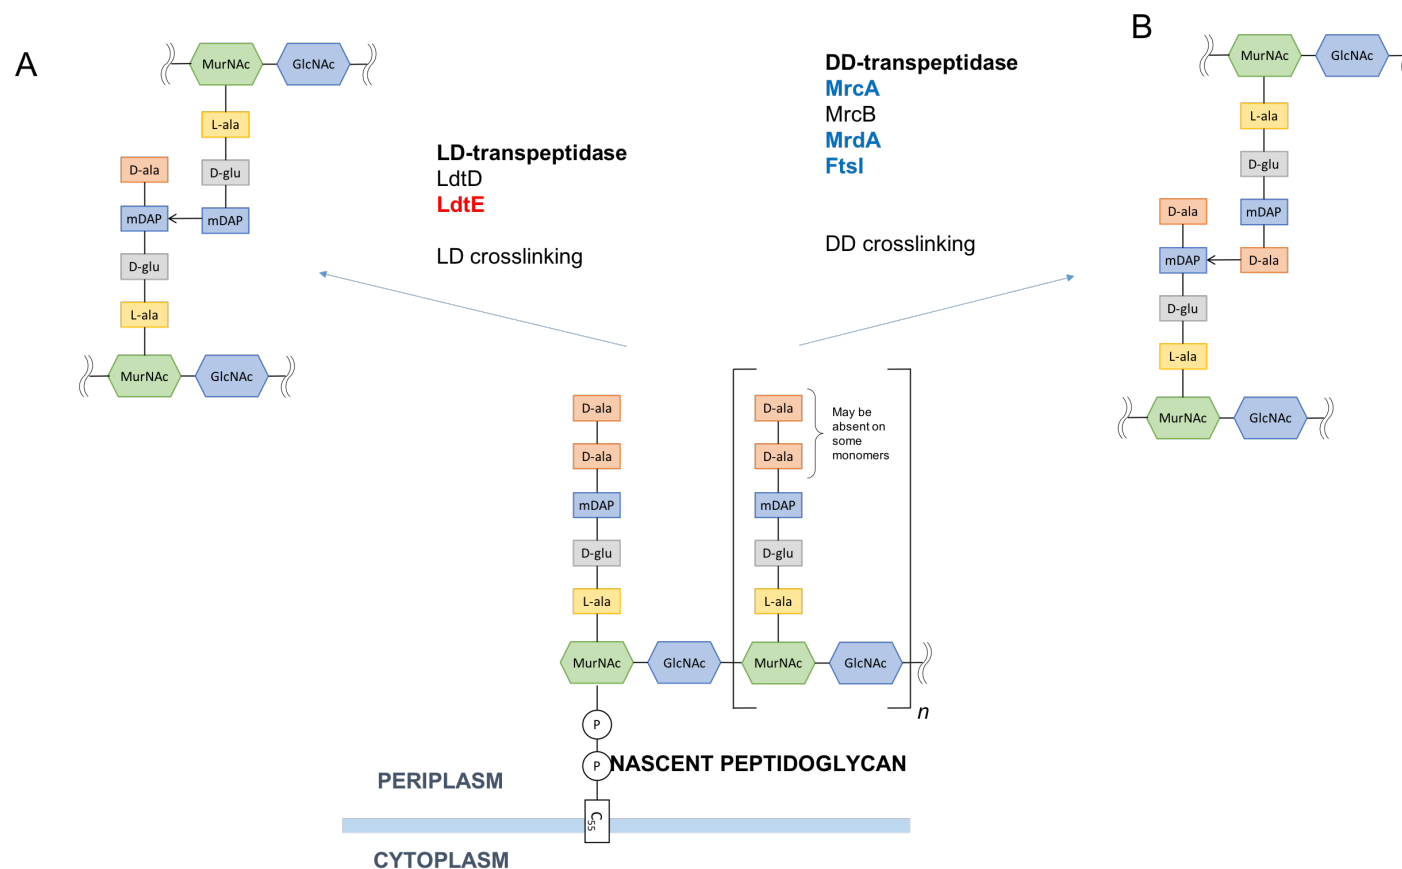 A
MurNAc
GlcNAc
L-ala
D-ala
D-glu
mDAP
mDAP
D-glu
L-ala
MurNAc
GlcNAc
LD-transpeptidase
LdtD
LdtE
LD crosslinking
DD-transpeptidase
MrcA
MrcB
MrdA
FtsI
DD crosslinking
B
MurNAc
GlcNAc
L-ala
D-glu
D-ala
mDAP
mDAP
D-ala
D-glu
L-ala
MurNAc
GlcNAc
D-ala
D-ala
mDAP
D-glu
L-ala
MurNAc
GlcNAc
D-ala
D-ala
mDAP
D-glu
L-ala
MurNAc
GlcNAc
May be
absent on
some
monomers
n
P
P
NASCENT PEPTIDOGLYCAN
PERIPLASM
C55
CYTOPLASM